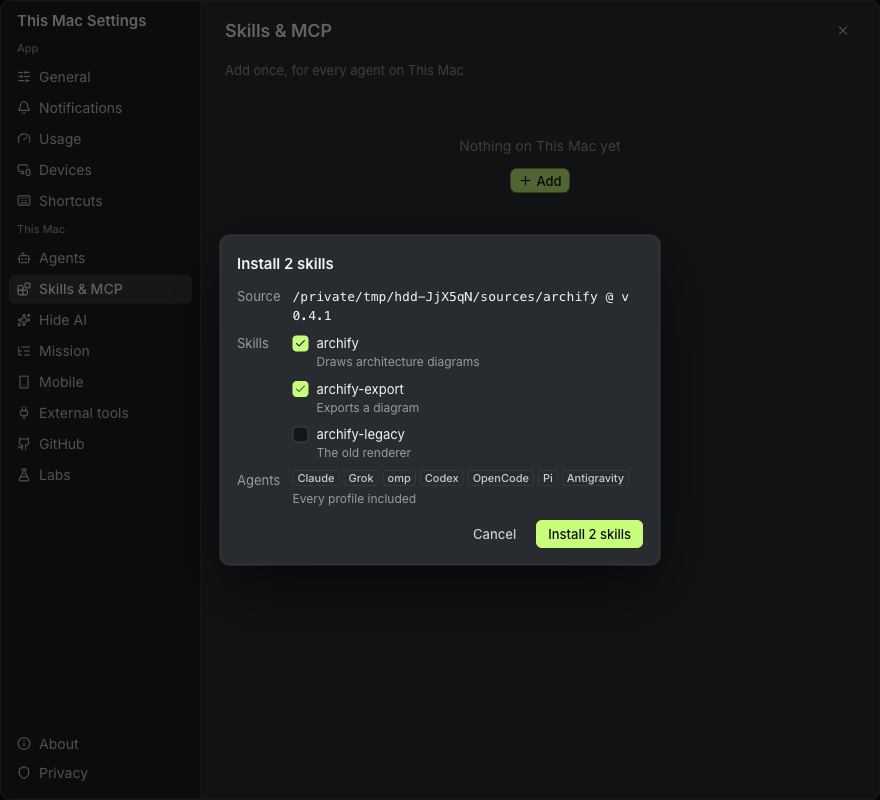 This Mac Settings
App
General
Notifications
Usage
Devices
Shortcuts
This Mac
Agents
Skills & MCP
Hide AI
Mission
Mobile
External tools
GitHub
Labs
About
Privacy
Skills & MCP
Add once, for every agent on This Mac
Nothing on This Mac yet
+ Add
Install 2 skills
Source /private/tmp/hdd-JjX5qN/sources/archify @ v
0.4.1
Skills archify
Draws architecture diagrams
archify-export
Exports a diagram
archify-legacy
The old renderer
Agents Claude Grok omp Codex OpenCode Pi Antigravity
Every profile included
Cancel Install 2 skills